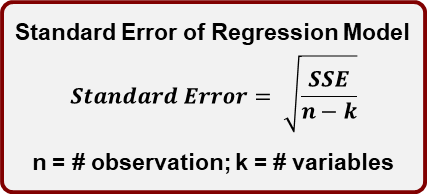 Standard Error of Regression Model
Standard Error = √(SSE / (n − k))
n = # observation; k = # variables